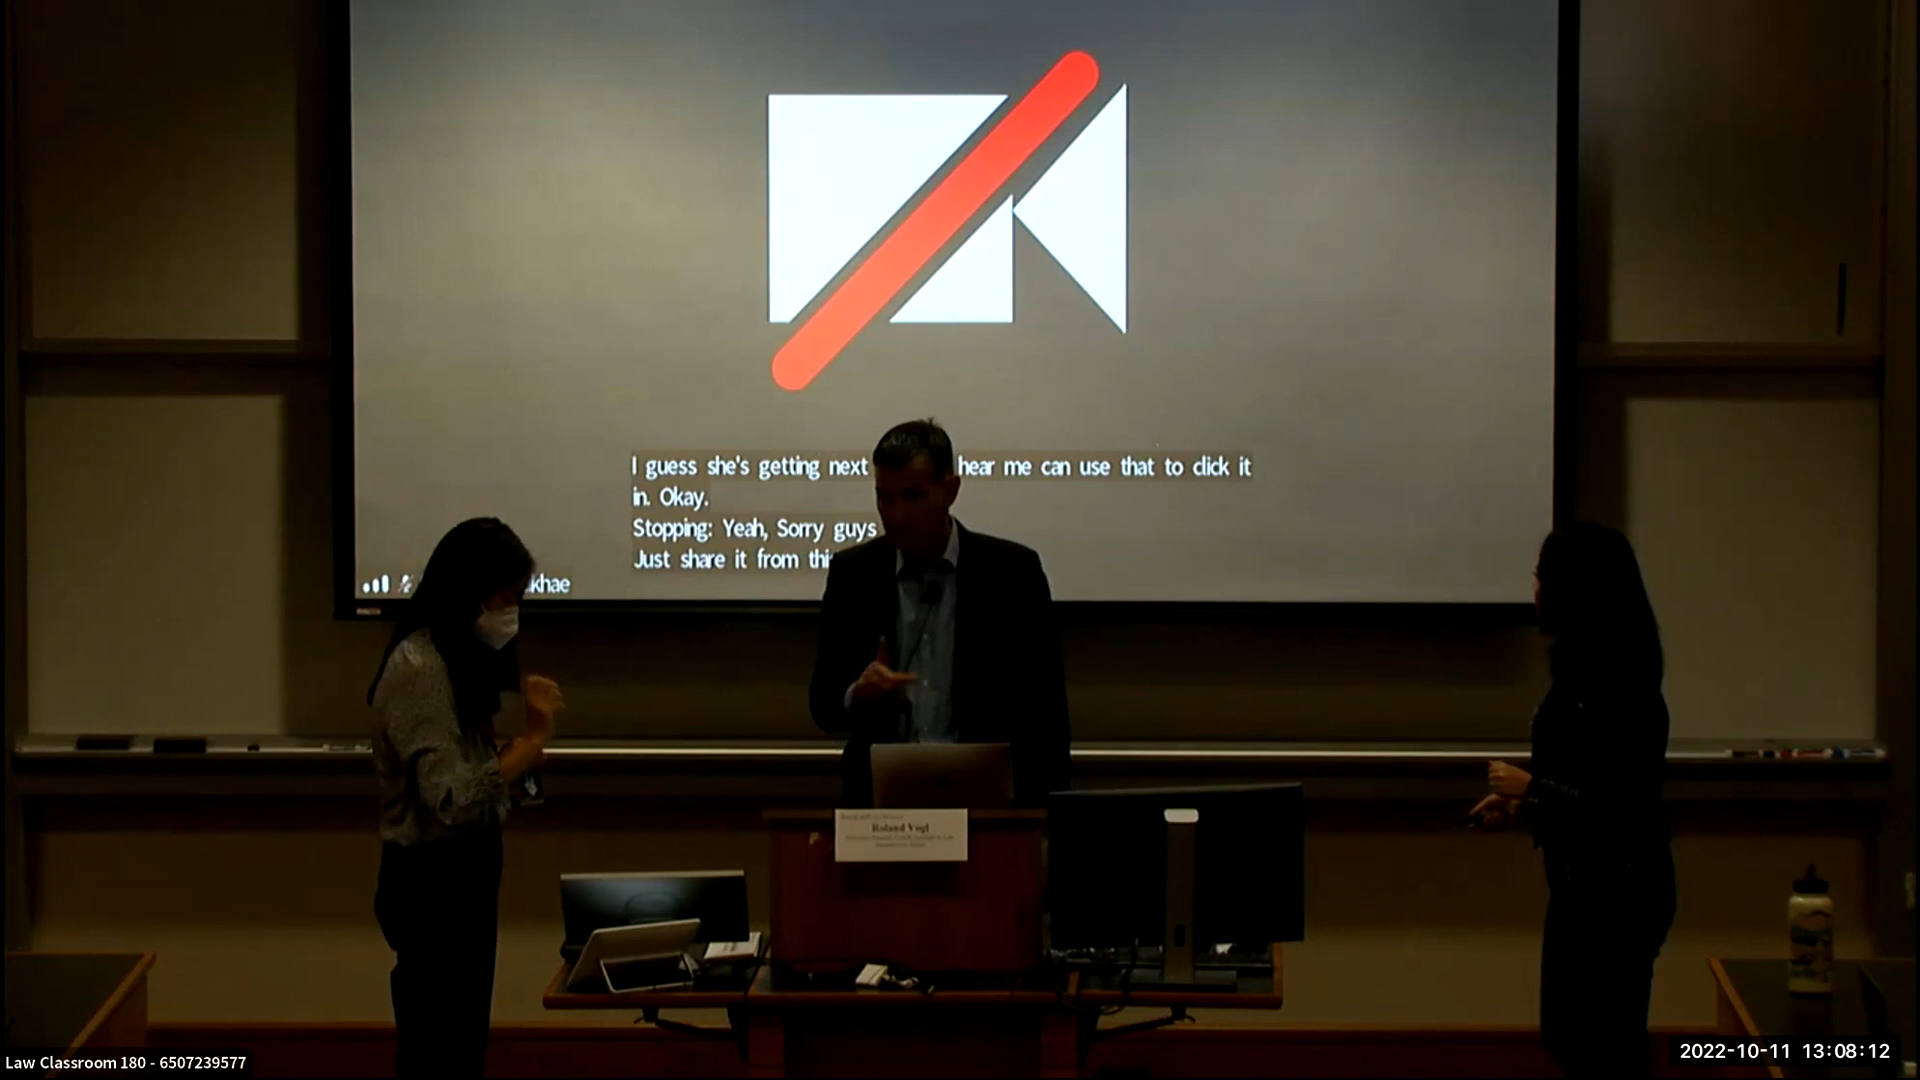 I guess she's getting next hear me can use that to click it
in. Okay.
Stopping: Yeah, Sorry guys
Just share it from thi
khae
Roland Vogl
Law Classroom 180 - 6507239577
2022-10-11 13:08:12